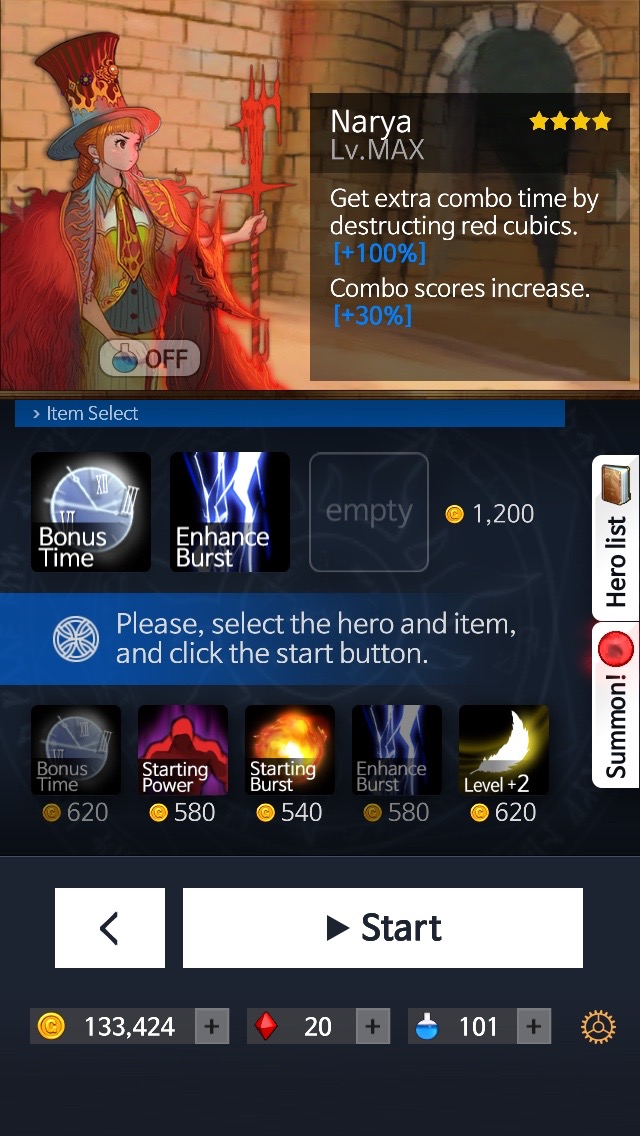 Narya
Lv.MAX
Get extra combo time by
destructing red cubics.
[+100%]
Combo scores increase.
[+30%]
OFF
> Item Select
Bonus
Time
Enhance
Burst
empty
1,200
Hero list
Please, select the hero and item,
and click the start button.
Summon!
Bonus
Time
620
Starting
Power
580
Starting
Burst
540
Enhance
Burst
580
Level +2
620
<
Start
133,424 +
20 +
101 +